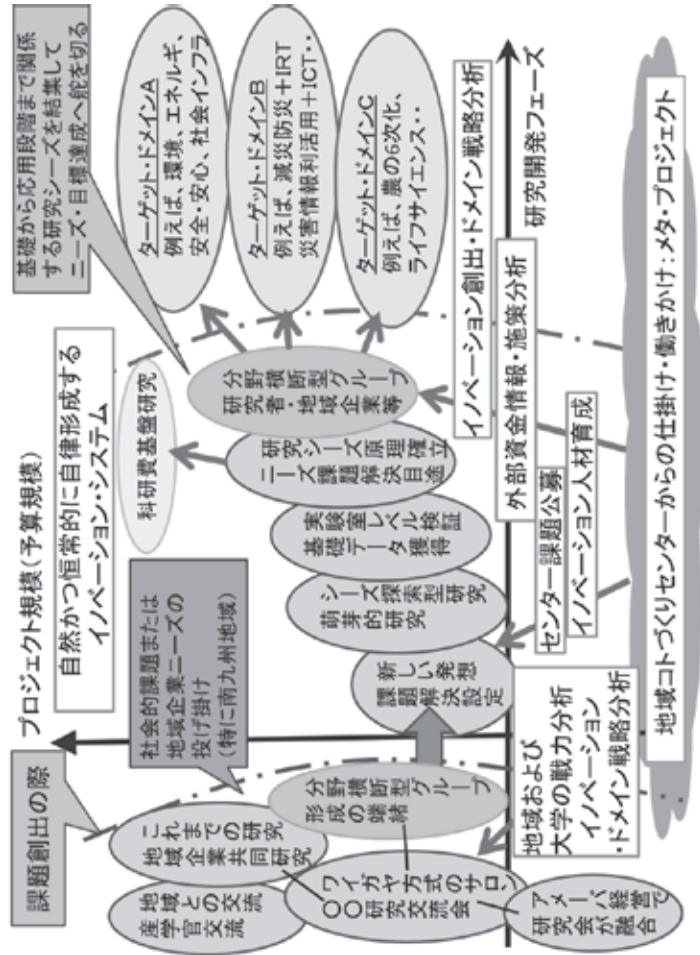 課題創出の際
プロジェクト規模(予算規模)
自然かつ恒常的に自律形成する
イノベーション・システム
基礎から応用段階まで関係
する研究シーズを結集して
ニーズ・目標達成へ舵を切る
社会的課題または
地域企業ニーズの
投げ掛け
(特に南九州地域)
科研費基盤研究
ターゲット・ドメインA
例えば、環境、エネルギ、
安全・安心、社会インフラ
ターゲット・ドメインB
例えば、減災防災+IRT
災害情報利活用+ICT・・
ターゲット・ドメインC
例えば、農の6次化、
ライフサイエンス・・
地域との交流
産学官交流
これまでの研究
地域企業共同研究
分野横断型グループ
形成の端緒
ワイガヤ方式のサロン
〇〇研究交流会
アメーバ経営で
研究会が融合
新しい発想
課題解決設定
シーズ探索型研究
萌芽的研究
実験室レベル検証
基礎データ獲得
研究シーズ原理確立
ニーズ課題解決目途
分野横断型グループ
研究者・地域企業等
イノベーション創出・ドメイン戦略分析
外部資金情報・施策分析
研究開発フェーズ
センター課題公募
イノベーション人材育成
地域および
大学の戦力分析
イノベーション
・ドメイン戦略分析
地域コトづくりセンターからの仕掛け・働きかけ:メタ・プロジェクト